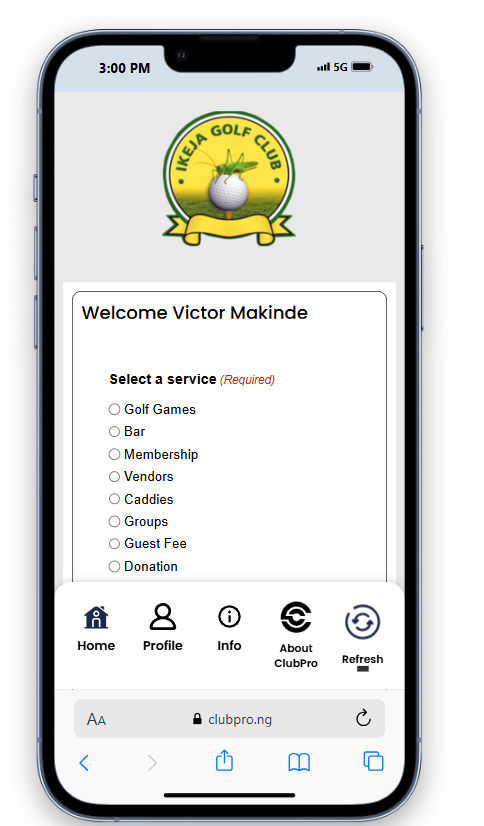 3:00 PM
5G
IKEJA GOLF CLUB
Welcome Victor Makinde
Select a service (Required)
Golf Games
Bar
Membership
Vendors
Caddies
Groups
Guest Fee
Donation
Home
Profile
Info
About
ClubPro
Refresh
AA
clubpro.ng